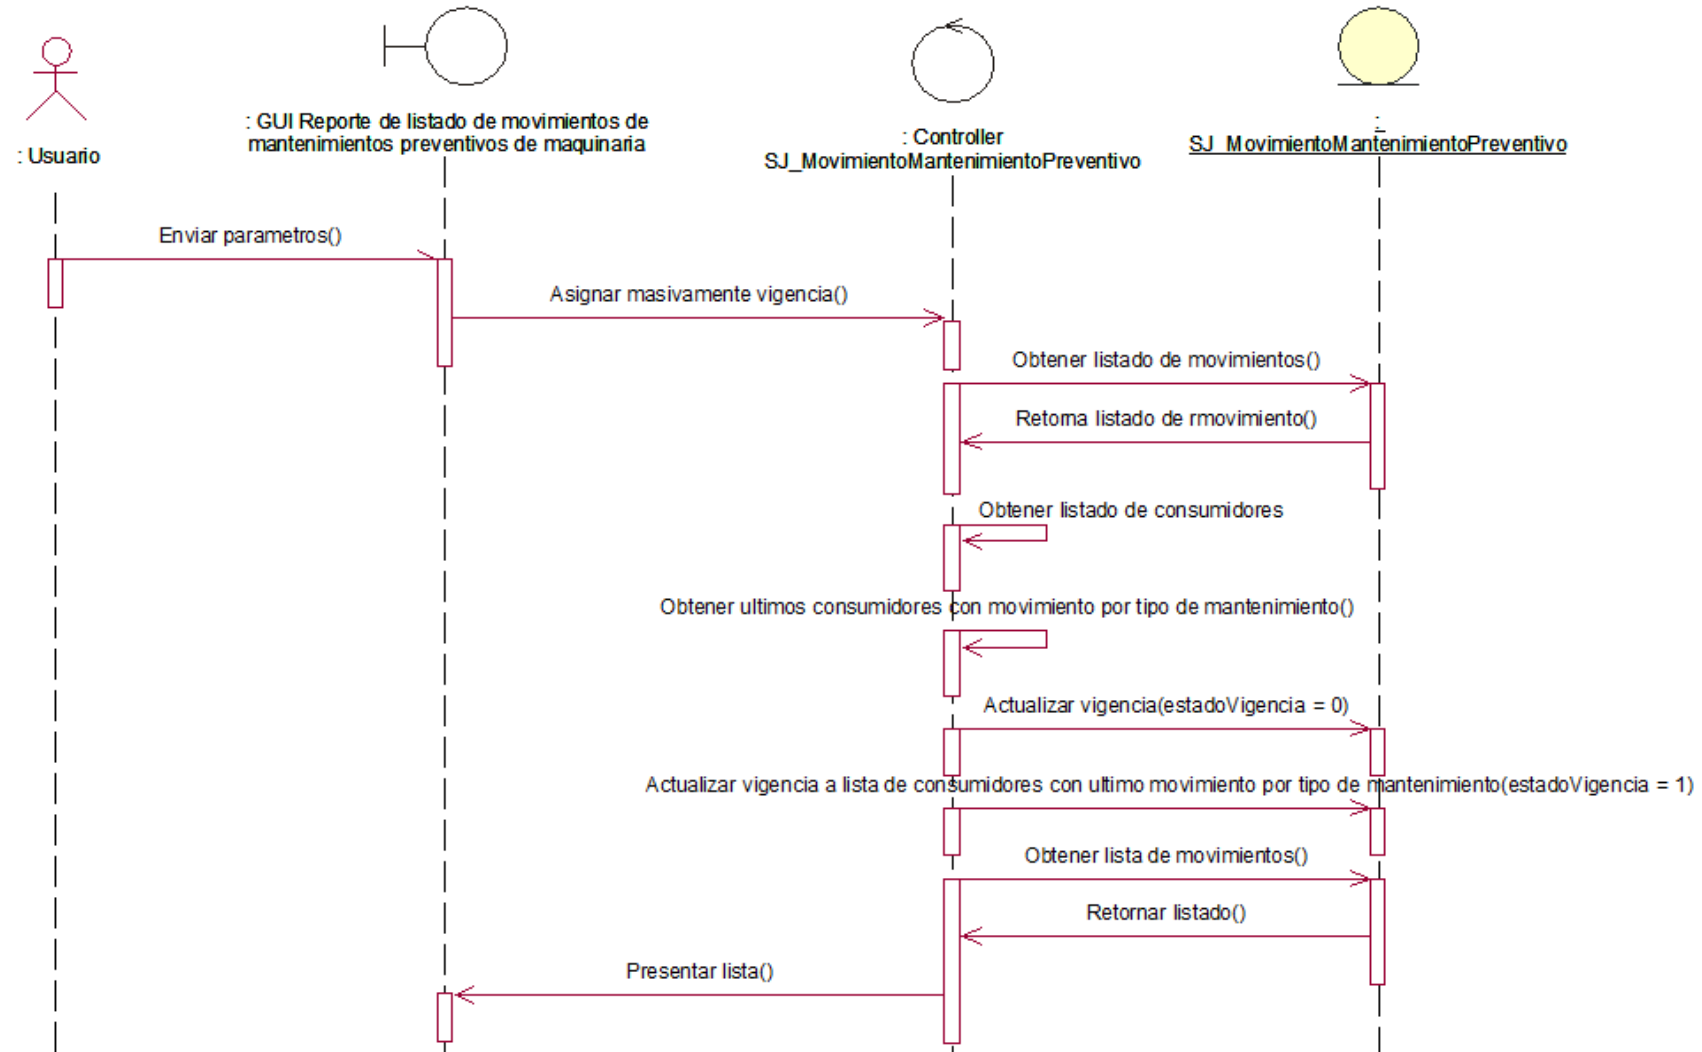 : Usuario
: GUI Reporte de listado de movimientos de
mantenimientos preventivos de maquinaria
: Controller
SJ_MovimientoMantenimientoPreventivo
:
SJ_MovimientoMantenimientoPreventivo
Enviar parametros()
Asignar masivamente vigencia()
Obtener listado de movimientos()
Retorna listado de rmovimiento()
Obtener listado de consumidores
Obtener ultimos consumidores con movimiento por tipo de mantenimiento()
Actualizar vigencia(estadoVigencia = 0)
Actualizar vigencia a lista de consumidores con ultimo movimiento por tipo de mantenimiento(estadoVigencia = 1)
Obtener lista de movimientos()
Retornar listado()
Presentar lista()